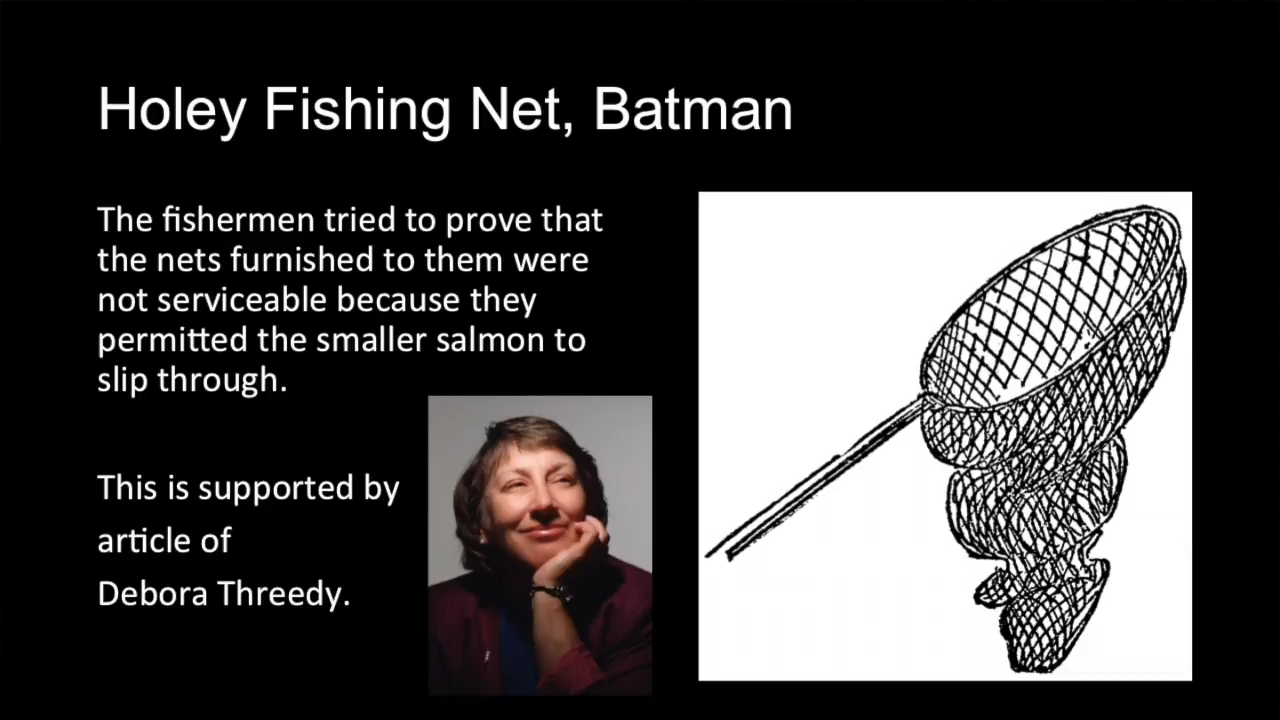 Holey Fishing Net, Batman
The fishermen tried to prove that
the nets furnished to them were
not serviceable because they
permitted the smaller salmon to
slip through.
This is supported by
article of
Debora Threedy.